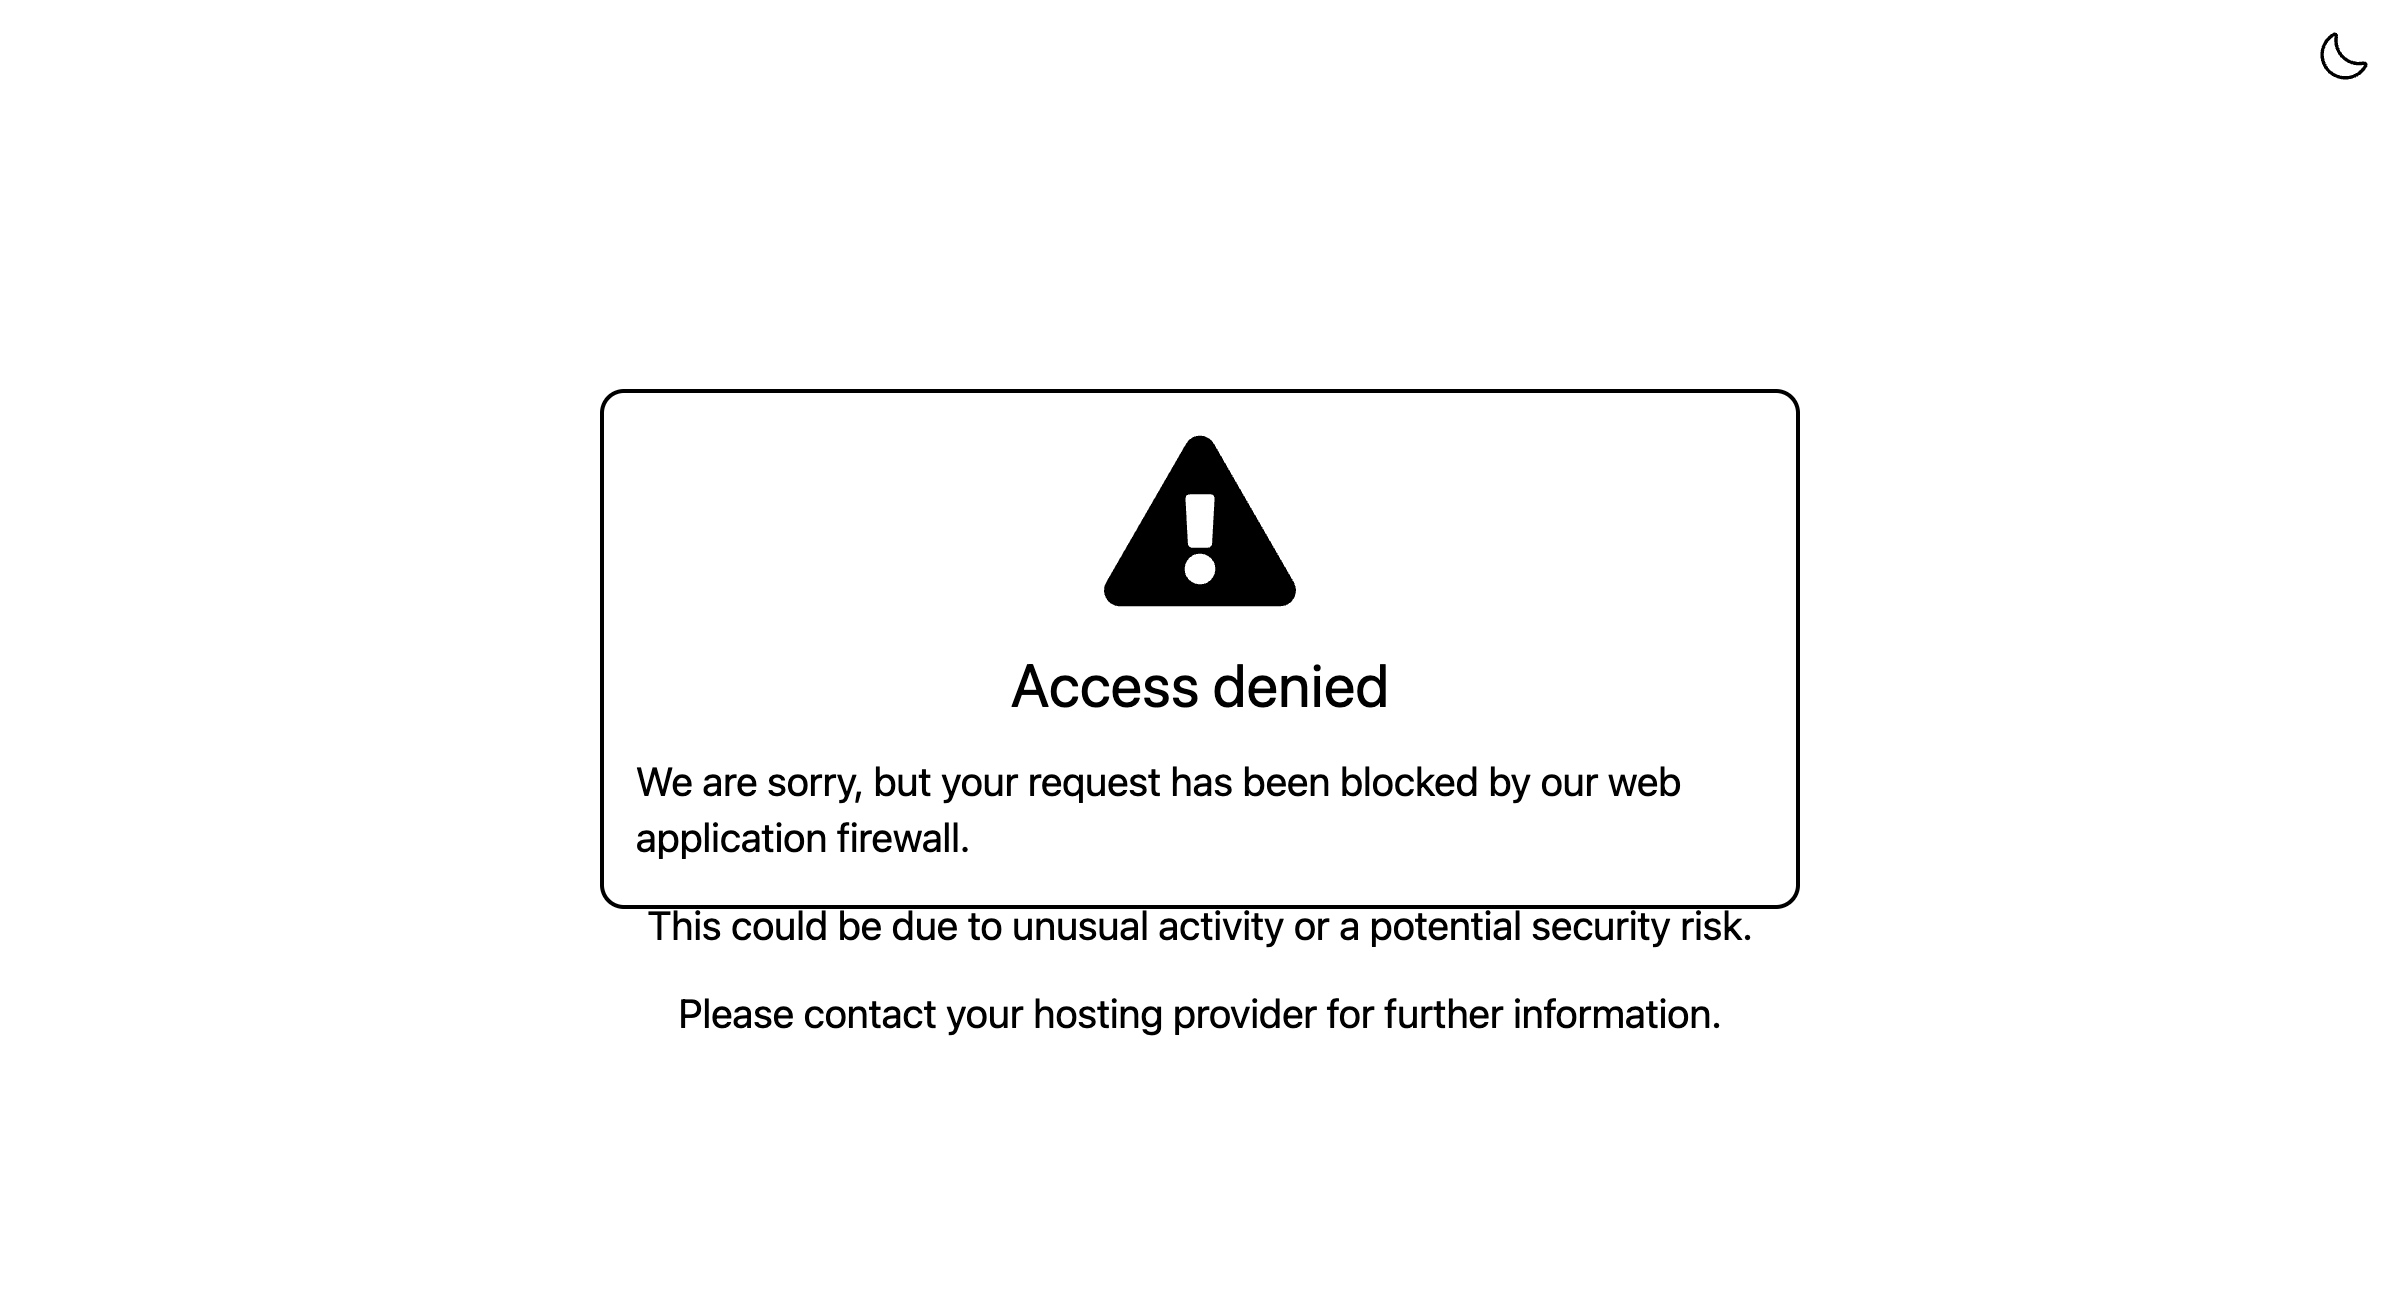 Access denied
We are sorry, but your request has been blocked by our web
application firewall.
This could be due to unusual activity or a potential security risk.
Please contact your hosting provider for further information.